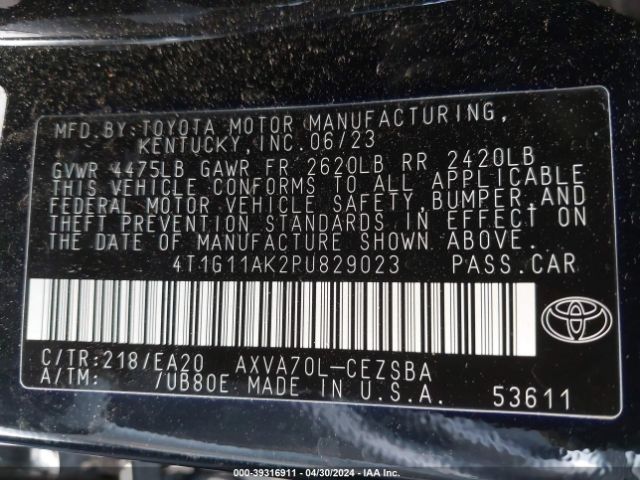 MFD.BY:TOYOTA MOTOR MANUFACTURING,
KENTUCKY,INC.06/23
GVWR 4475LB GAWR FR 2620LB RR 2420LB
THIS VEHICLE CONFORMS TO ALL APPLICABLE
FEDERAL MOTOR VEHICLE SAFETY,BUMPER,AND
THEFT PREVENTION STANDARDS IN EFFECT ON
THE DATE OF MANUFACTURE SHOWN ABOVE.
4T1G11AK2PU829023 PASS.CAR
C/TR:218/EA20 AXVA70L-CEZSBA
A/TM: /UB80E MADE IN U.S.A. 53611
000-39316911 - 04/30/2024 - IAA Inc.